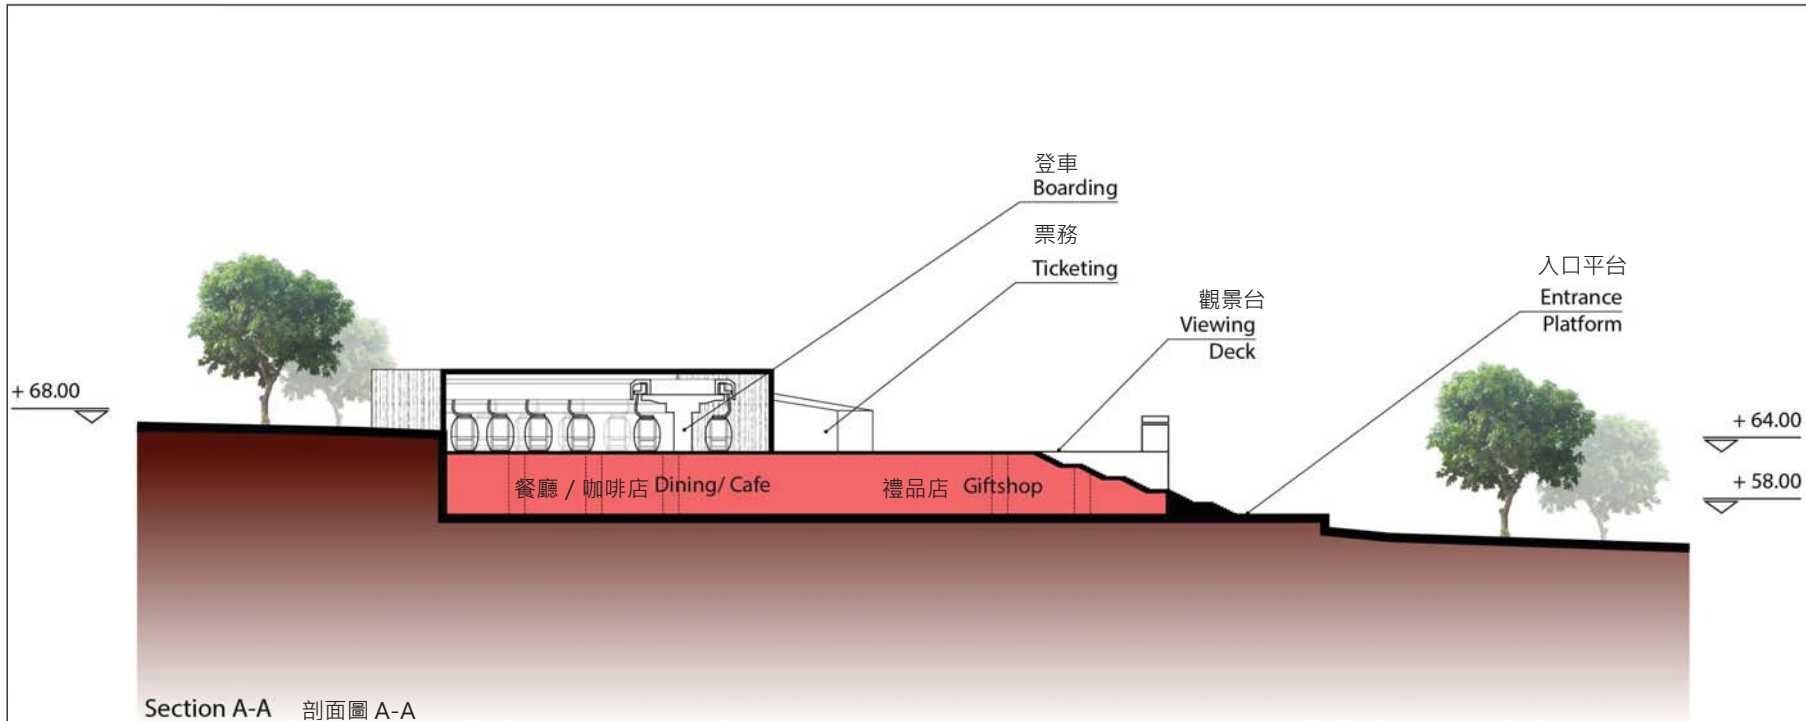 登車
Boarding
票務
Ticketing
入口平台
Entrance
Platform
觀景台
Viewing
Deck
+ 68.00
+ 64.00
+ 58.00
餐廳 / 咖啡店 Dining/ Cafe
禮品店 Giftshop
Section A-A 剖面圖 A-A